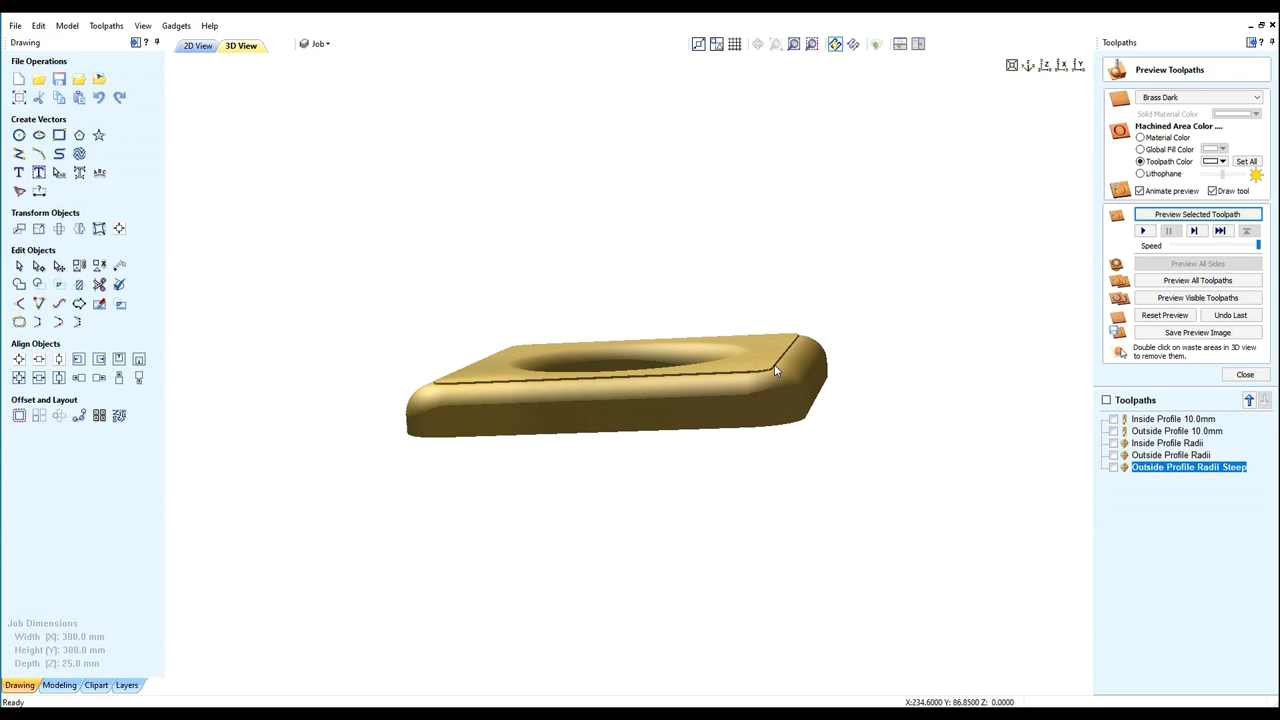 File Edit Model Toolpaths View Gadgets Help
Drawing
2D View 3D View Job
Toolpaths
File Operations
Create Vectors
Transform Objects
Edit Objects
Align Objects
Offset and Layout
Job Dimensions
Width (X): 300.0 mm
Height (Y): 300.0 mm
Depth (Z): 25.0 mm
Drawing Modeling Clipart Layers
Ready
X:234.6000 Y: 86.8500 Z: 0.0000
Preview Toolpaths
Brass Dark
Solid Material Color
Machined Area Color ....
Material Color
Global Fill Color
Toolpath Color Set All
Lithophane
Animate preview Draw tool
Preview Selected Toolpath
Speed
Preview All Sides
Preview All Toolpaths
Preview Visible Toolpaths
Reset Preview Undo Last
Save Preview Image
Double click on waste areas in 3D view
to remove them.
Close
Toolpaths
Inside Profile 10.0mm
Outside Profile 10.0mm
Inside Profile Radii
Outside Profile Radii
Outside Profile Radii Steep